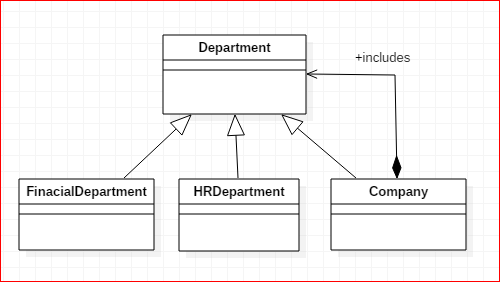 Department
+includes
FinacialDepartment
HRDepartment
Company